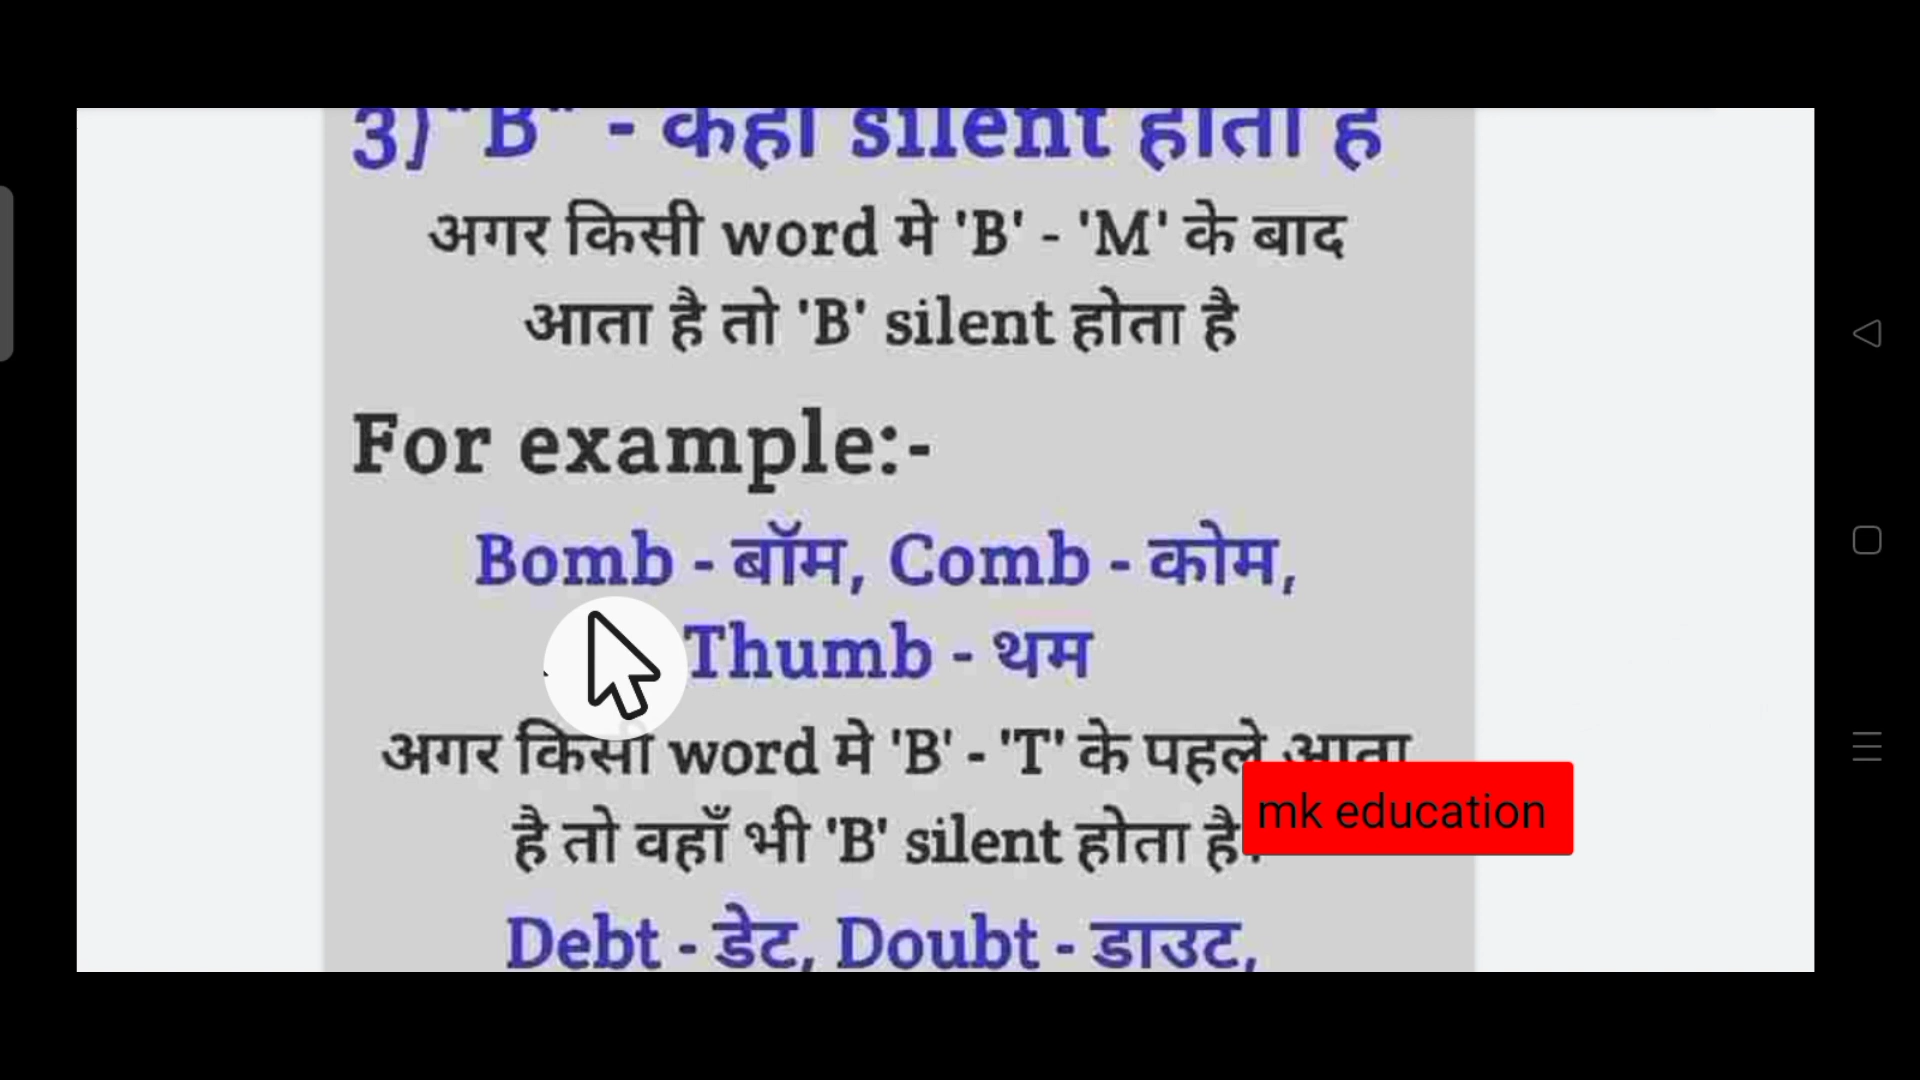 3) "B" - कहाँ silent होता है
अगर किसी word मे 'B' - 'M' के बाद
आता है तो 'B' silent होता है
For example:-
Bomb - बॉम, Comb - कोम,
Thumb - थम
अगर किसी word मे 'B' - 'T' के पहले आता
है तो वहाँ भी 'B' silent होता है.
mk education
Debt - डेट, Doubt - डाउट,